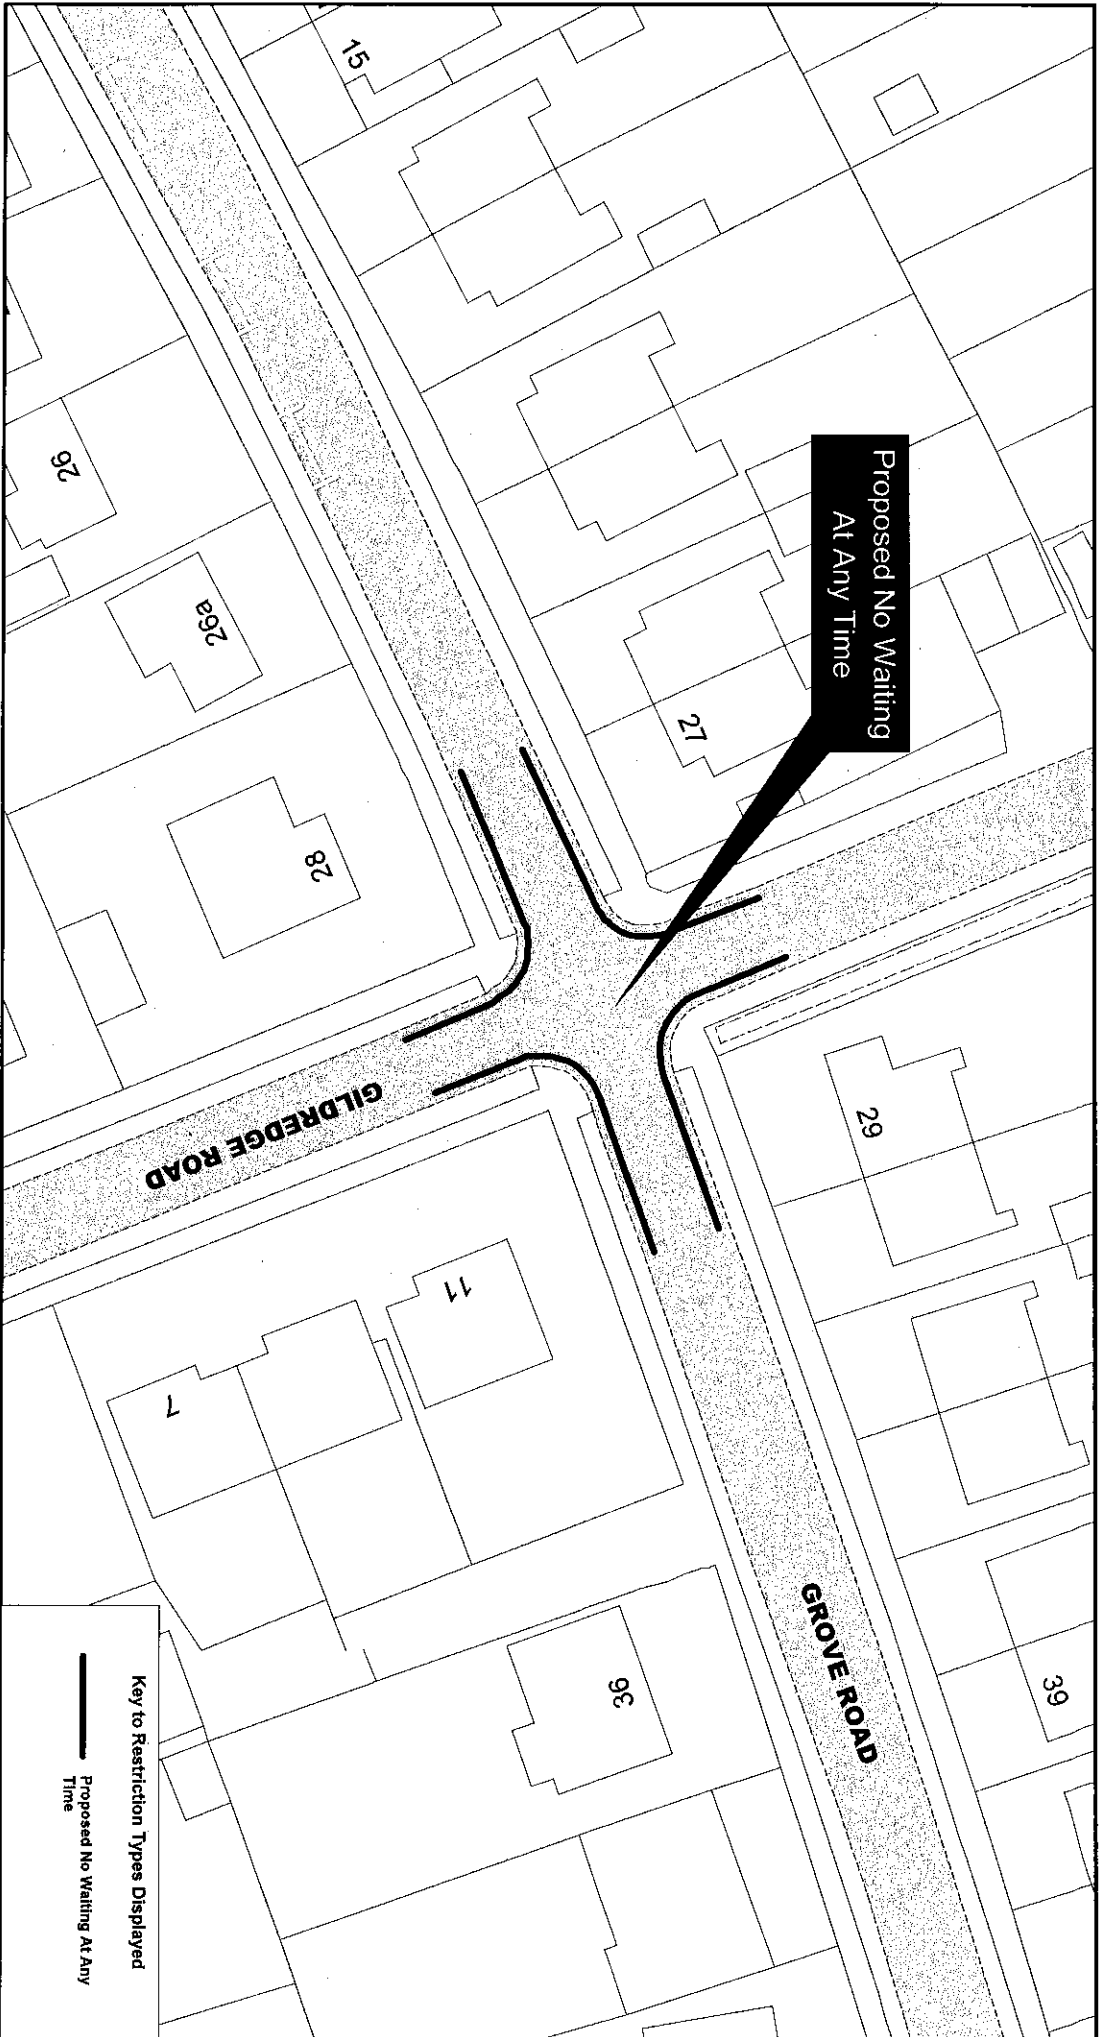 15
Proposed No Waiting
At Any Time
26
26a
27
28
29
GILDREDGE ROAD
11
7
GROVE ROAD
36
39
Key to Restriction Types Displayed
Proposed No Waiting At Any
Time